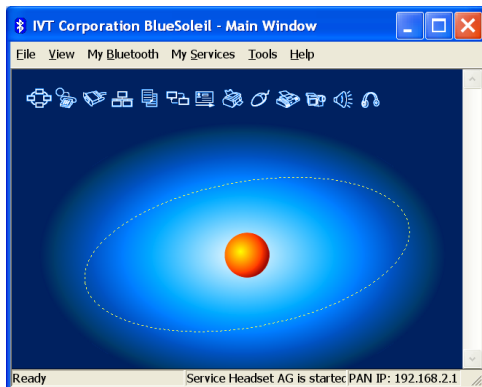 IVT Corporation BlueSoleil - Main Window
File View My Bluetooth My Services Tools Help
Ready Service Headset AG is started PAN IP: 192.168.2.1